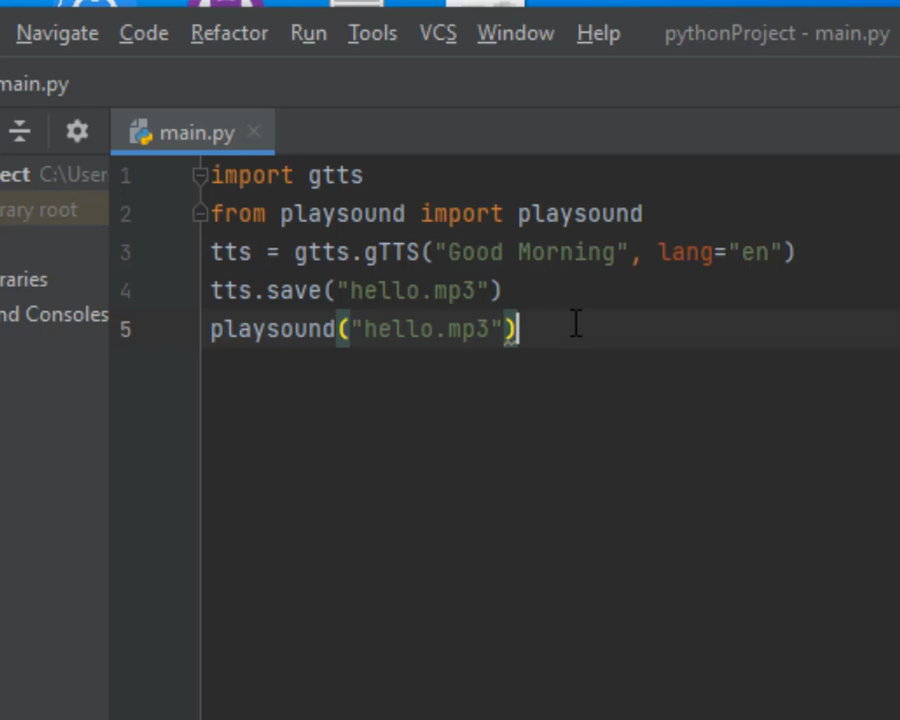 Navigate Code Refactor Run Tools VCS Window Help pythonProject - main.py
main.py
main.py
ect C:\User
rary root
raries
nd Consoles
1 import gtts
2 from playsound import playsound
3 tts = gtts.gTTS("Good Morning", lang="en")
4 tts.save("hello.mp3")
5 playsound("hello.mp3")